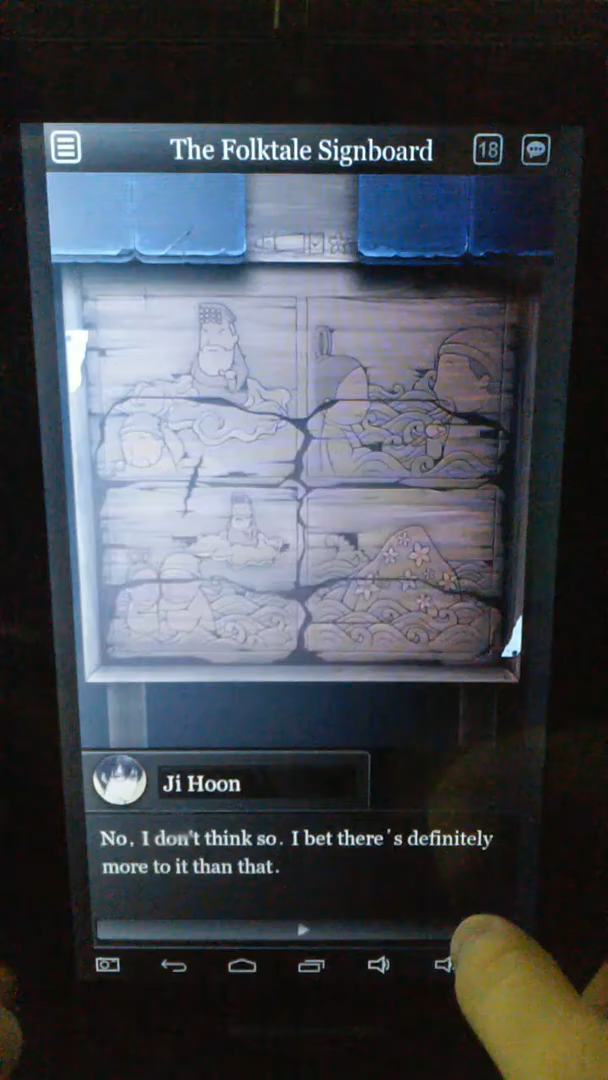 The Folktale Signboard
18
Ji Hoon
No, I don't think so. I bet there's definitely
more to it than that.